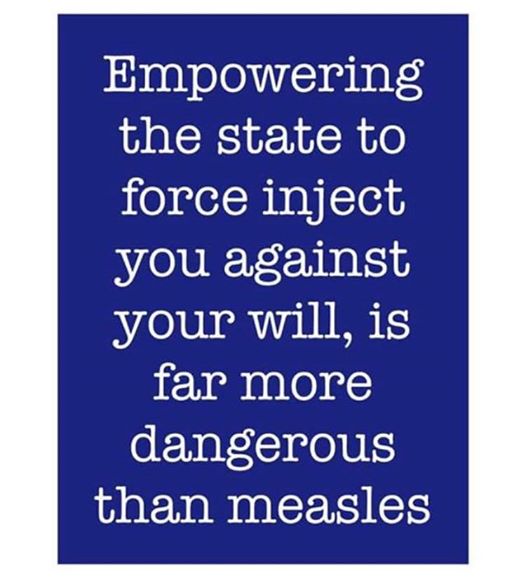 Empowering
the state to
force inject
you against
your will, is
far more
dangerous
than measles